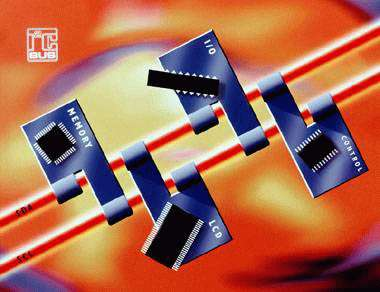 I²C
BUS
I/O
MEMORY
CONTROL
LCD
SDA
SCL